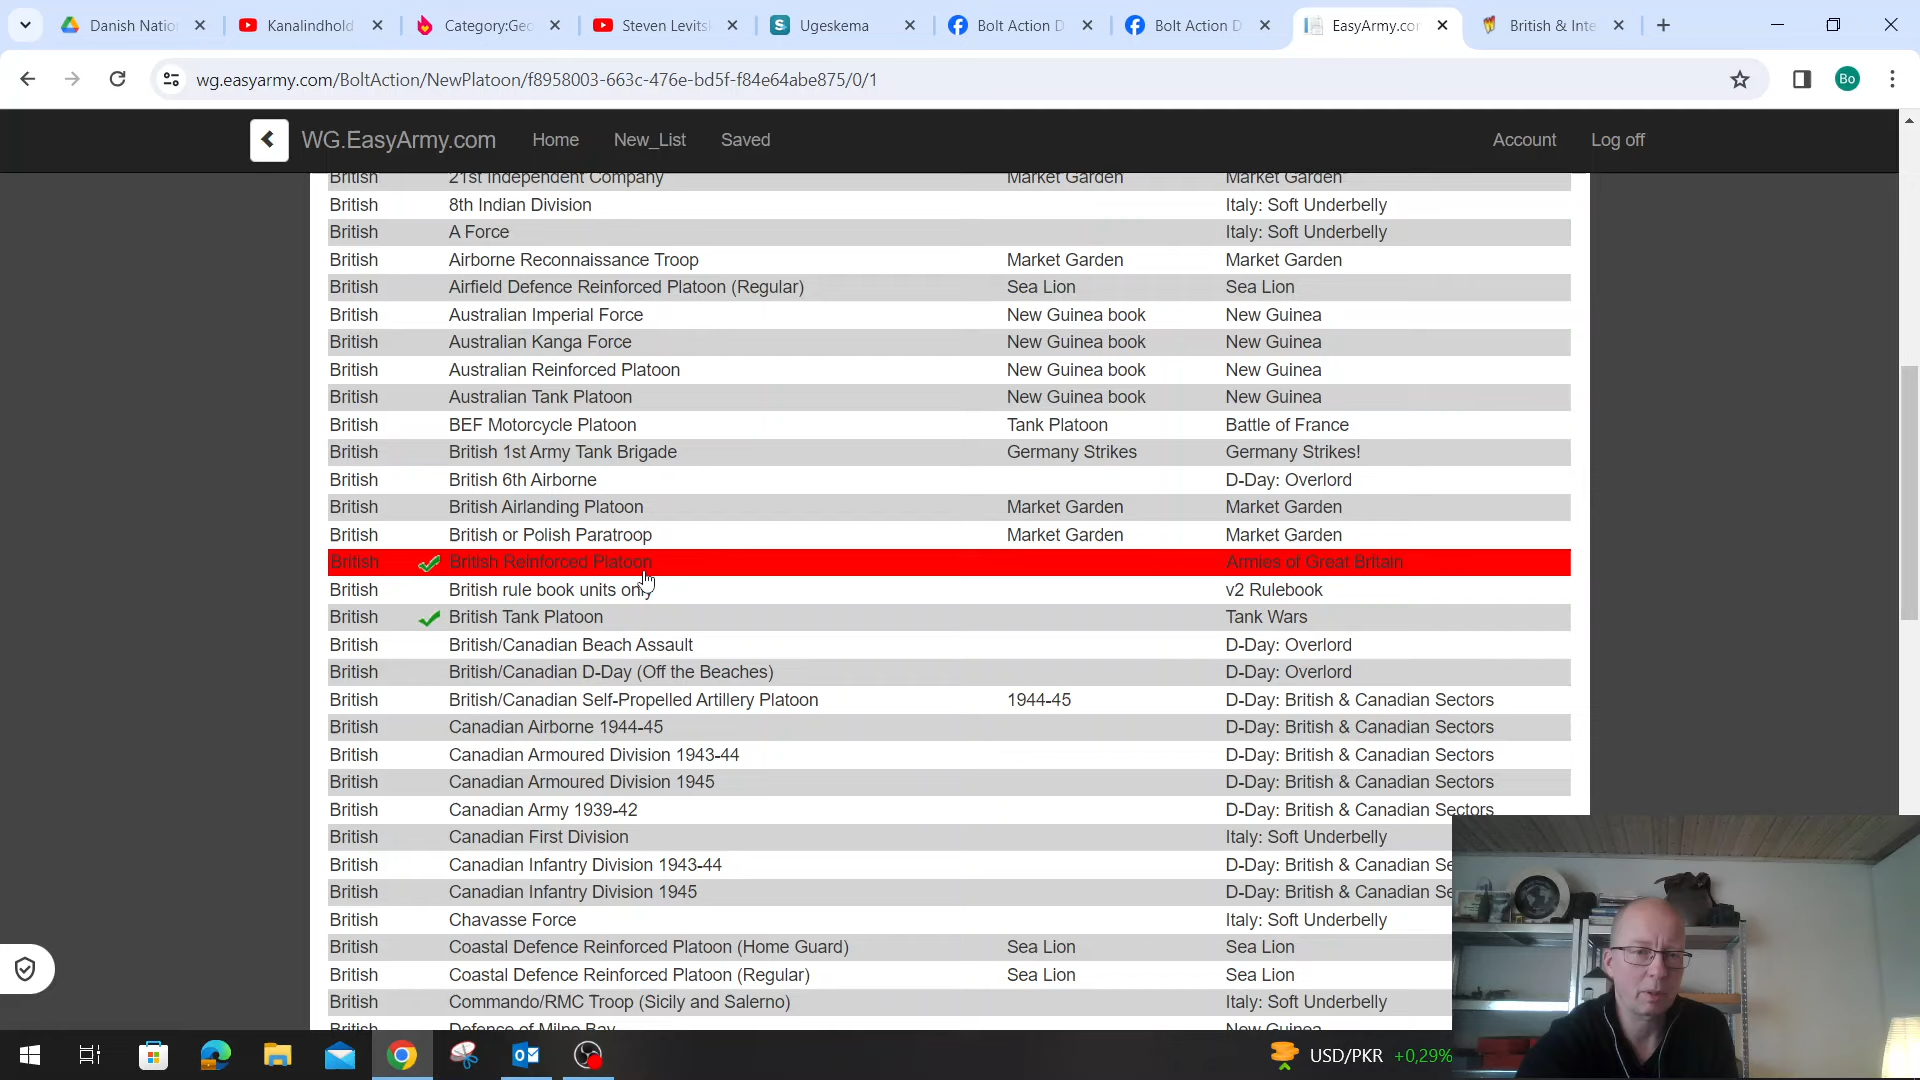 Danish Natio
Kanalindhold
Category:Geo
Steven Levits
Ugeskema
Bolt Action D
Bolt Action D
EasyArmy.co
British & Inte
wg.easyarmy.com/BoltAction/NewPlatoon/f8958003-663c-476e-bd5f-f84e64abe875/0/1
Bo
WG.EasyArmy.com Home New_List Saved Account Log off
British 21st Independent Company Market Garden Market Garden
British 8th Indian Division Italy: Soft Underbelly
British A Force Italy: Soft Underbelly
British Airborne Reconnaissance Troop Market Garden Market Garden
British Airfield Defence Reinforced Platoon (Regular) Sea Lion Sea Lion
British Australian Imperial Force New Guinea book New Guinea
British Australian Kanga Force New Guinea book New Guinea
British Australian Reinforced Platoon New Guinea book New Guinea
British Australian Tank Platoon New Guinea book New Guinea
British BEF Motorcycle Platoon Tank Platoon Battle of France
British British 1st Army Tank Brigade Germany Strikes Germany Strikes!
British British 6th Airborne D-Day: Overlord
British British Airlanding Platoon Market Garden Market Garden
British British or Polish Paratroop Market Garden Market Garden
British British Reinforced Platoon Armies of Great Britain
British British rule book units only v2 Rulebook
British British Tank Platoon Tank Wars
British British/Canadian Beach Assault D-Day: Overlord
British British/Canadian D-Day (Off the Beaches) D-Day: Overlord
British British/Canadian Self-Propelled Artillery Platoon 1944-45 D-Day: British & Canadian Sectors
British Canadian Airborne 1944-45 D-Day: British & Canadian Sectors
British Canadian Armoured Division 1943-44 D-Day: British & Canadian Sectors
British Canadian Armoured Division 1945 D-Day: British & Canadian Sectors
British Canadian Army 1939-42 D-Day: British & Canadian Sectors
British Canadian First Division Italy: Soft Underbelly
British Canadian Infantry Division 1943-44 D-Day: British & Canadian Se
British Canadian Infantry Division 1945 D-Day: British & Canadian Se
British Chavasse Force Italy: Soft Underbelly
British Coastal Defence Reinforced Platoon (Home Guard) Sea Lion Sea Lion
British Coastal Defence Reinforced Platoon (Regular) Sea Lion Sea Lion
British Commando/RMC Troop (Sicily and Salerno) Italy: Soft Underbelly
British Defence of Milne Bay New Guinea
USD/PKR +0,29%